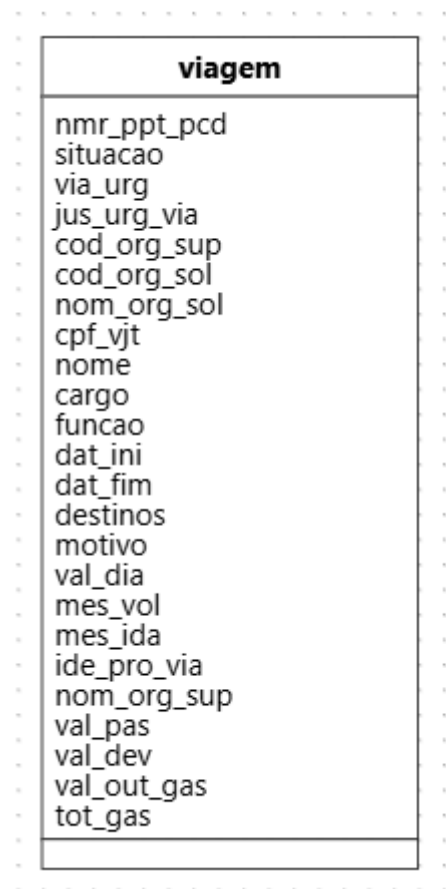 viagem
nmr_ppt_pcd
situacao
via_urg
jus_urg_via
cod_org_sup
cod_org_sol
nom_org_sol
cpf_vjt
nome
cargo
funcao
dat_ini
dat_fim
destinos
motivo
val_dia
mes_vol
mes_ida
ide_pro_via
nom_org_sup
val_pas
val_dev
val_out_gas
tot_gas